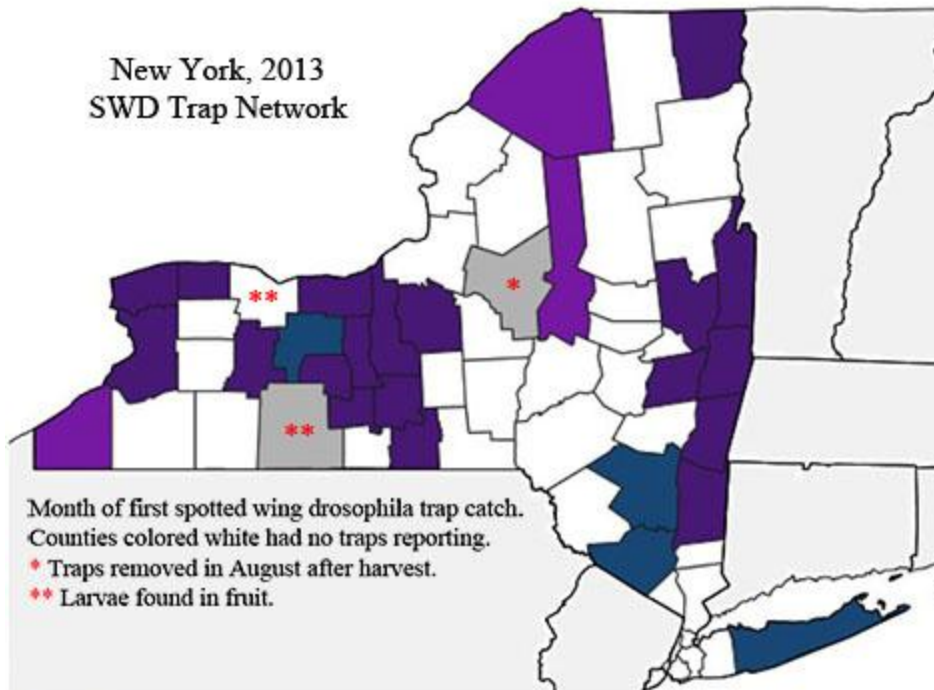 New York, 2013
SWD Trap Network
*
**
**
Month of first spotted wing drosophila trap catch.
Counties colored white had no traps reporting.
* Traps removed in August after harvest.
** Larvae found in fruit.